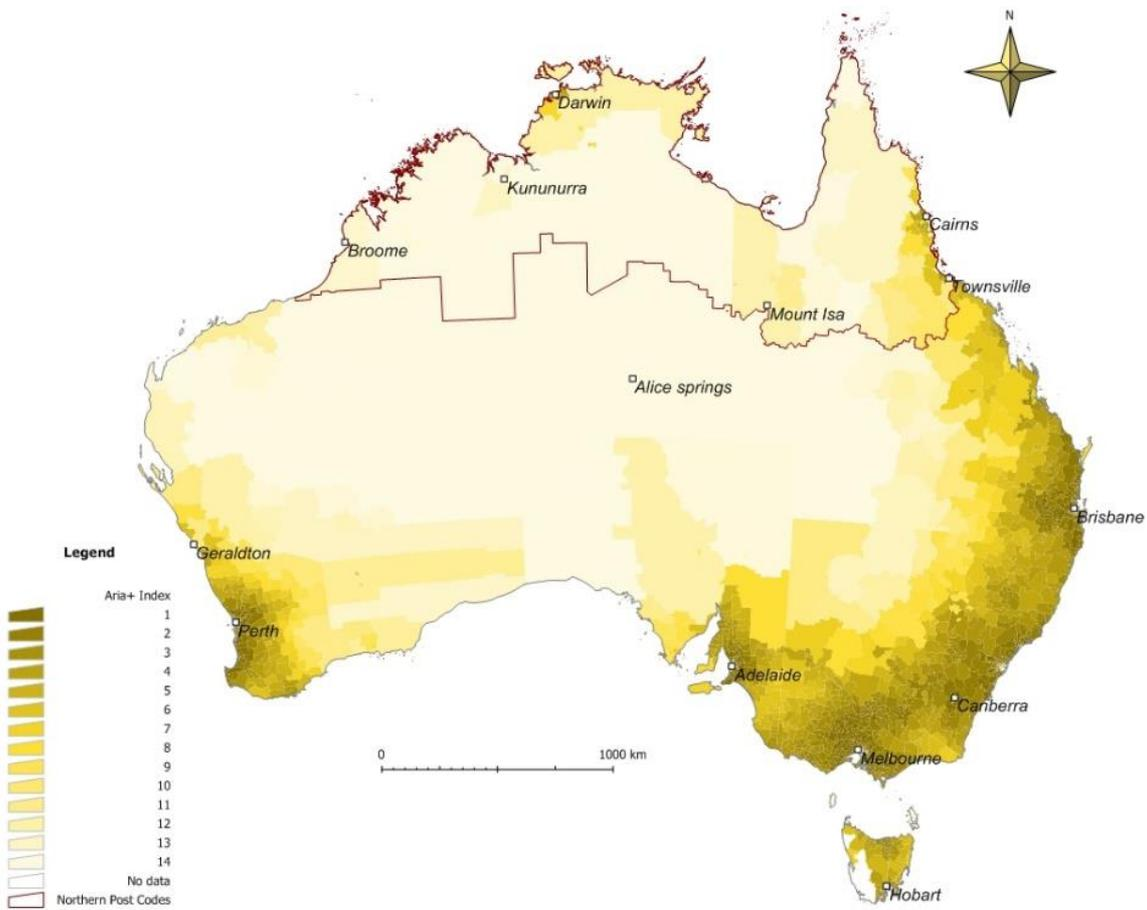 N
Darwin
Kununurra
Cairns
Broome
Townsville
Mount Isa
Alice springs
Brisbane
Geraldton
Perth
Adelaide
Canberra
Melbourne
Hobart
0 1000 km
Legend
Aria+ Index
1
2
3
4
5
6
7
8
9
10
11
12
13
14
No data
Northern Post Codes